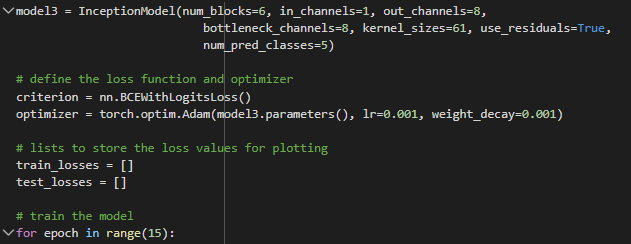 model3 = InceptionModel(num_blocks=6, in_channels=1, out_channels=8,
bottleneck_channels=8, kernel_sizes=61, use_residuals=True,
num_pred_classes=5)
# define the loss function and optimizer
criterion = nn.BCEWithLogitsLoss()
optimizer = torch.optim.Adam(model3.parameters(), lr=0.001, weight_decay=0.001)
# lists to store the loss values for plotting
train_losses = []
test_losses = []
# train the model
for epoch in range(15):